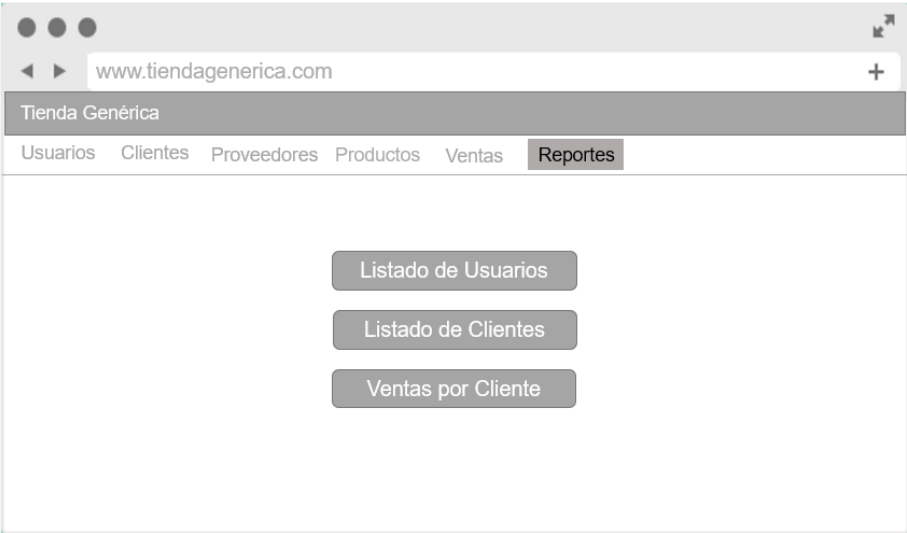 www.tiendagenerica.com
Tienda Genérica
Usuarios Clientes Proveedores Productos Ventas Reportes
Listado de Usuarios
Listado de Clientes
Ventas por Cliente